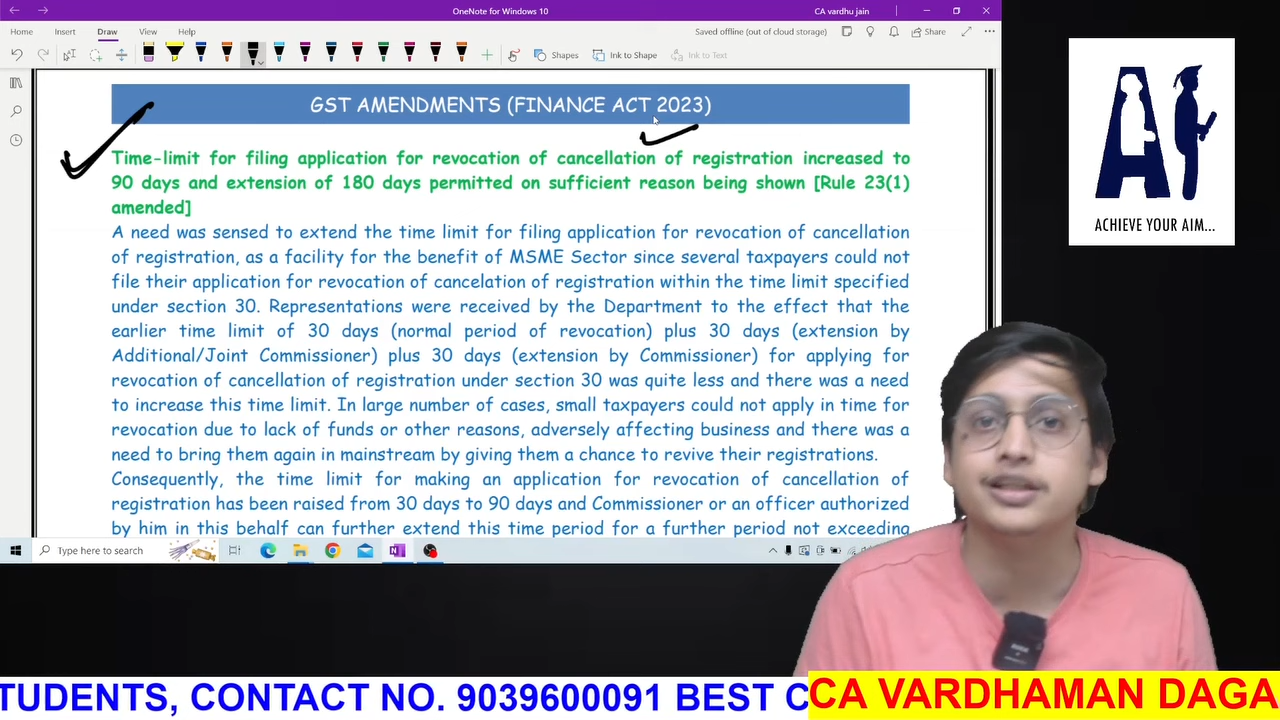 OneNote for Windows 10
CA vardhu jain
Home Insert Draw View Help
Saved offline (out of cloud storage)
Share
Shapes
Ink to Shape
Ink to Text
GST AMENDMENTS (FINANCE ACT 2023)
Time-limit for filing application for revocation of cancellation of registration increased to
90 days and extension of 180 days permitted on sufficient reason being shown [Rule 23(1)
amended]
A need was sensed to extend the time limit for filing application for revocation of cancellation
of registration, as a facility for the benefit of MSME Sector since several taxpayers could not
file their application for revocation of cancelation of registration within the time limit specified
under section 30. Representations were received by the Department to the effect that the
earlier time limit of 30 days (normal period of revocation) plus 30 days (extension by
Additional/Joint Commissioner) plus 30 days (extension by Commissioner) for applying for
revocation of cancellation of registration under section 30 was quite less and there was a need
to increase this time limit. In large number of cases, small taxpayers could not apply in time for
revocation due to lack of funds or other reasons, adversely affecting business and there was a
need to bring them again in mainstream by giving them a chance to revive their registrations.
Consequently, the time limit for making an application for revocation of cancellation of
registration has been raised from 30 days to 90 days and Commissioner or an officer authorized
by him in this behalf can further extend this time period for a further period not exceeding
Type here to search
ACHIEVE YOUR AIM...
TUDENTS, CONTACT NO. 9039600091 BEST C
CA VARDHAMAN DAGA